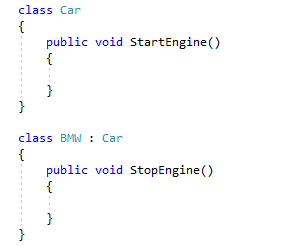 class Car
{
    public void StartEngine()
    {

    }
}

class BMW : Car
{
    public void StopEngine()
    {

    }
}